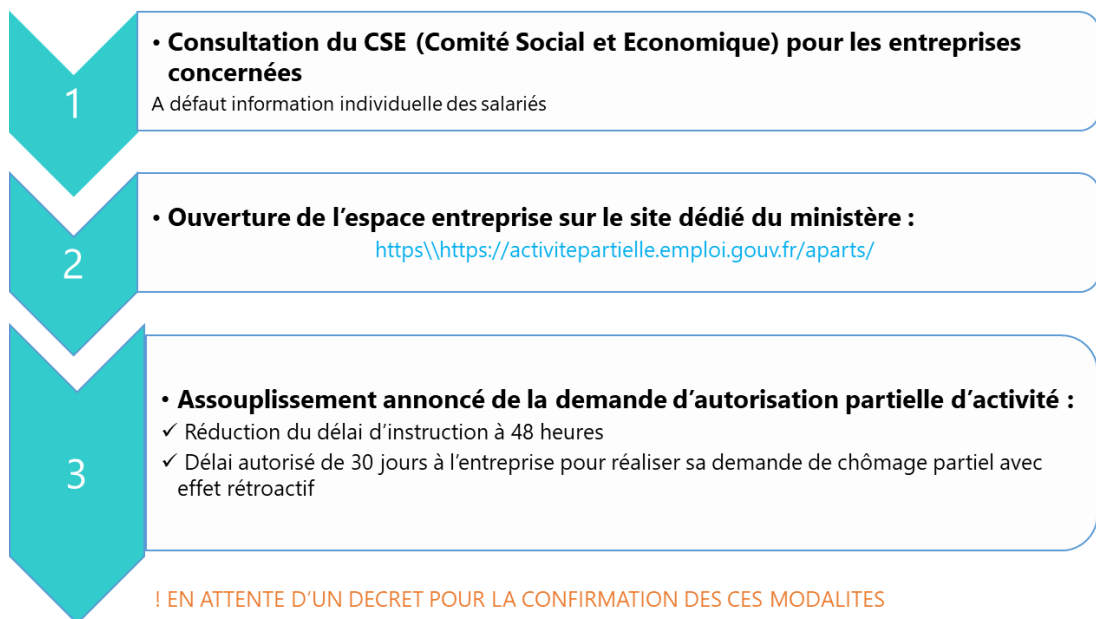 1
• Consultation du CSE (Comité Social et Economique) pour les entreprises
concernées
A défaut information individuelle des salariés
2
• Ouverture de l’espace entreprise sur le site dédié du ministère :
https\\https://activitepartielle.emploi.gouv.fr/aparts/
3
• Assouplissement annoncé de la demande d’autorisation partielle d’activité :
✓ Réduction du délai d’instruction à 48 heures
✓ Délai autorisé de 30 jours à l’entreprise pour réaliser sa demande de chômage partiel avec
effet rétroactif
! EN ATTENTE D’UN DECRET POUR LA CONFIRMATION DES CES MODALITES